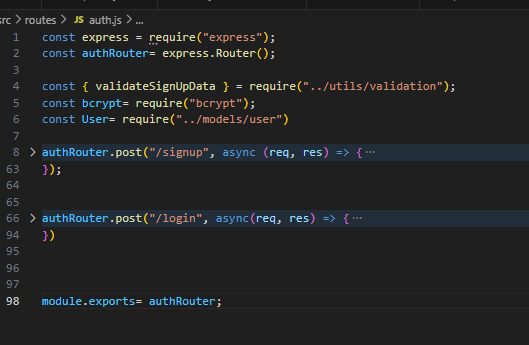 src > routes > JS auth.js > ...
1 const express = require("express");
2 const authRouter= express.Router();
3
4 const { validateSignUpData } = require("../utils/validation");
5 const bcrypt= require("bcrypt");
6 const User= require("../models/user")
7
8 > authRouter.post("/signup", async (req, res) => { ...
63 });
64
65
66 > authRouter.post("/login", async(req, res) => { ...
94 })
95
96
97
98 module.exports= authRouter;